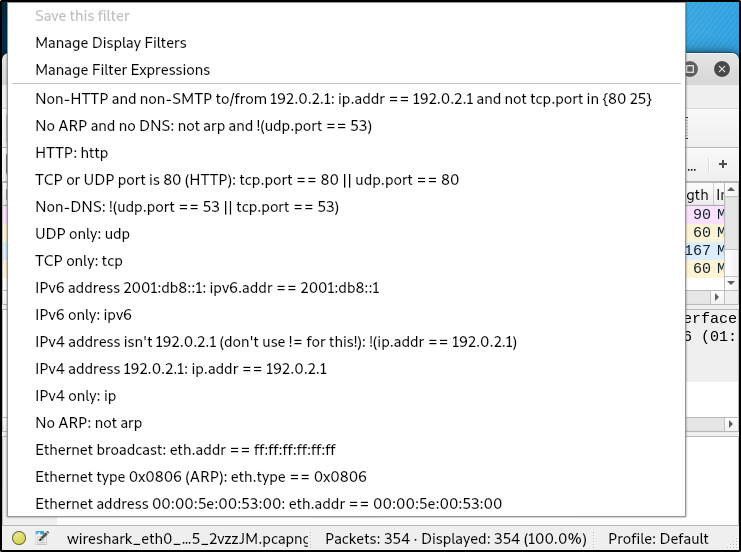 Save this filter
Manage Display Filters
Manage Filter Expressions
Non-HTTP and non-SMTP to/from 192.0.2.1: ip.addr == 192.0.2.1 and not tcp.port in {80 25}
No ARP and no DNS: not arp and !(udp.port == 53)
HTTP: http
TCP or UDP port is 80 (HTTP): tcp.port == 80 || udp.port == 80
Non-DNS: !(udp.port == 53 || tcp.port == 53)
UDP only: udp
TCP only: tcp
IPv6 address 2001:db8::1: ipv6.addr == 2001:db8::1
IPv6 only: ipv6
IPv4 address isn't 192.0.2.1 (don't use != for this!): !(ip.addr == 192.0.2.1)
IPv4 address 192.0.2.1: ip.addr == 192.0.2.1
IPv4 only: ip
No ARP: not arp
Ethernet broadcast: eth.addr == ff:ff:ff:ff:ff:ff
Ethernet type 0x0806 (ARP): eth.type == 0x0806
Ethernet address 00:00:5e:00:53:00: eth.addr == 00:00:5e:00:53:00
... +
gth In
90 M
60 M
167 M
60 M
erface
6 (01:
wireshark_eth0_...5_2vzzJM.pcapng Packets: 354 · Displayed: 354 (100.0%) Profile: Default